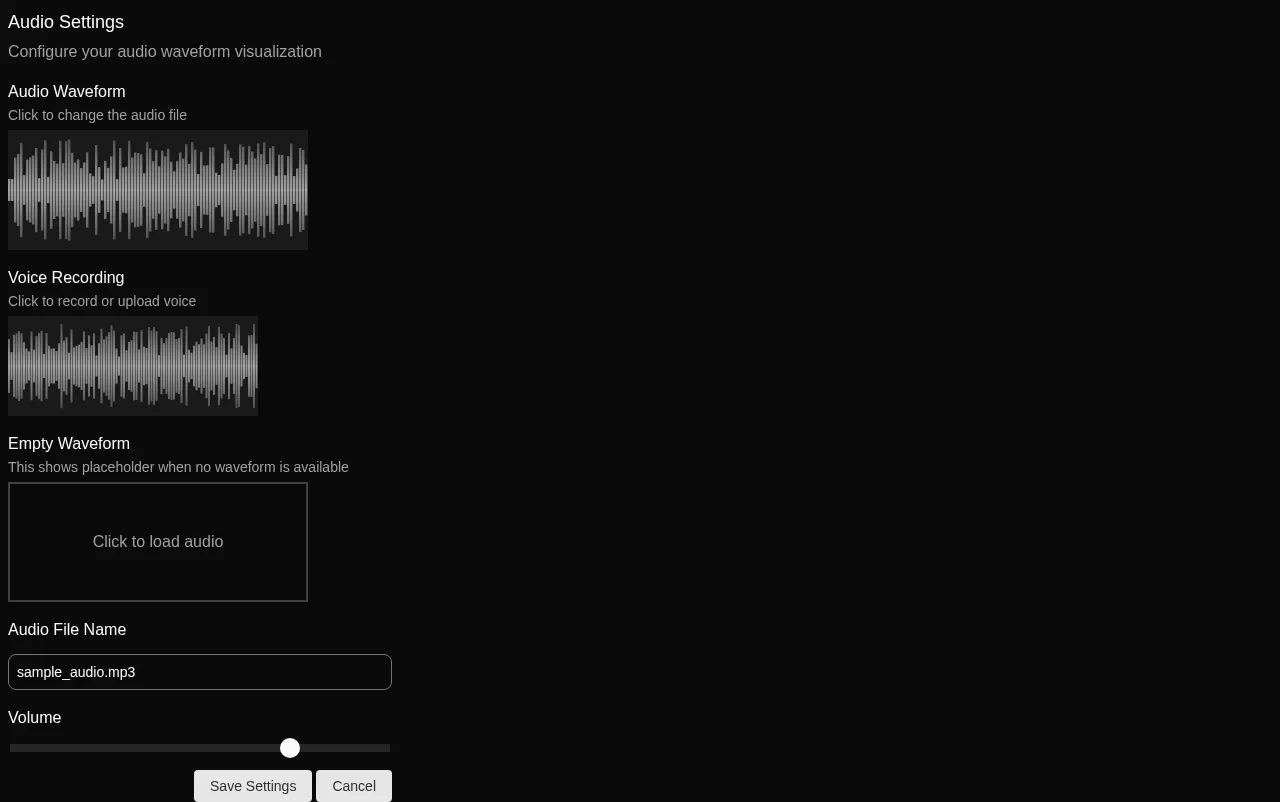 Audio Settings
Configure your audio waveform visualization
Audio Waveform
Click to change the audio file
Voice Recording
Click to record or upload voice
Empty Waveform
This shows placeholder when no waveform is available
Click to load audio
Audio File Name
sample_audio.mp3
Volume
Save Settings Cancel